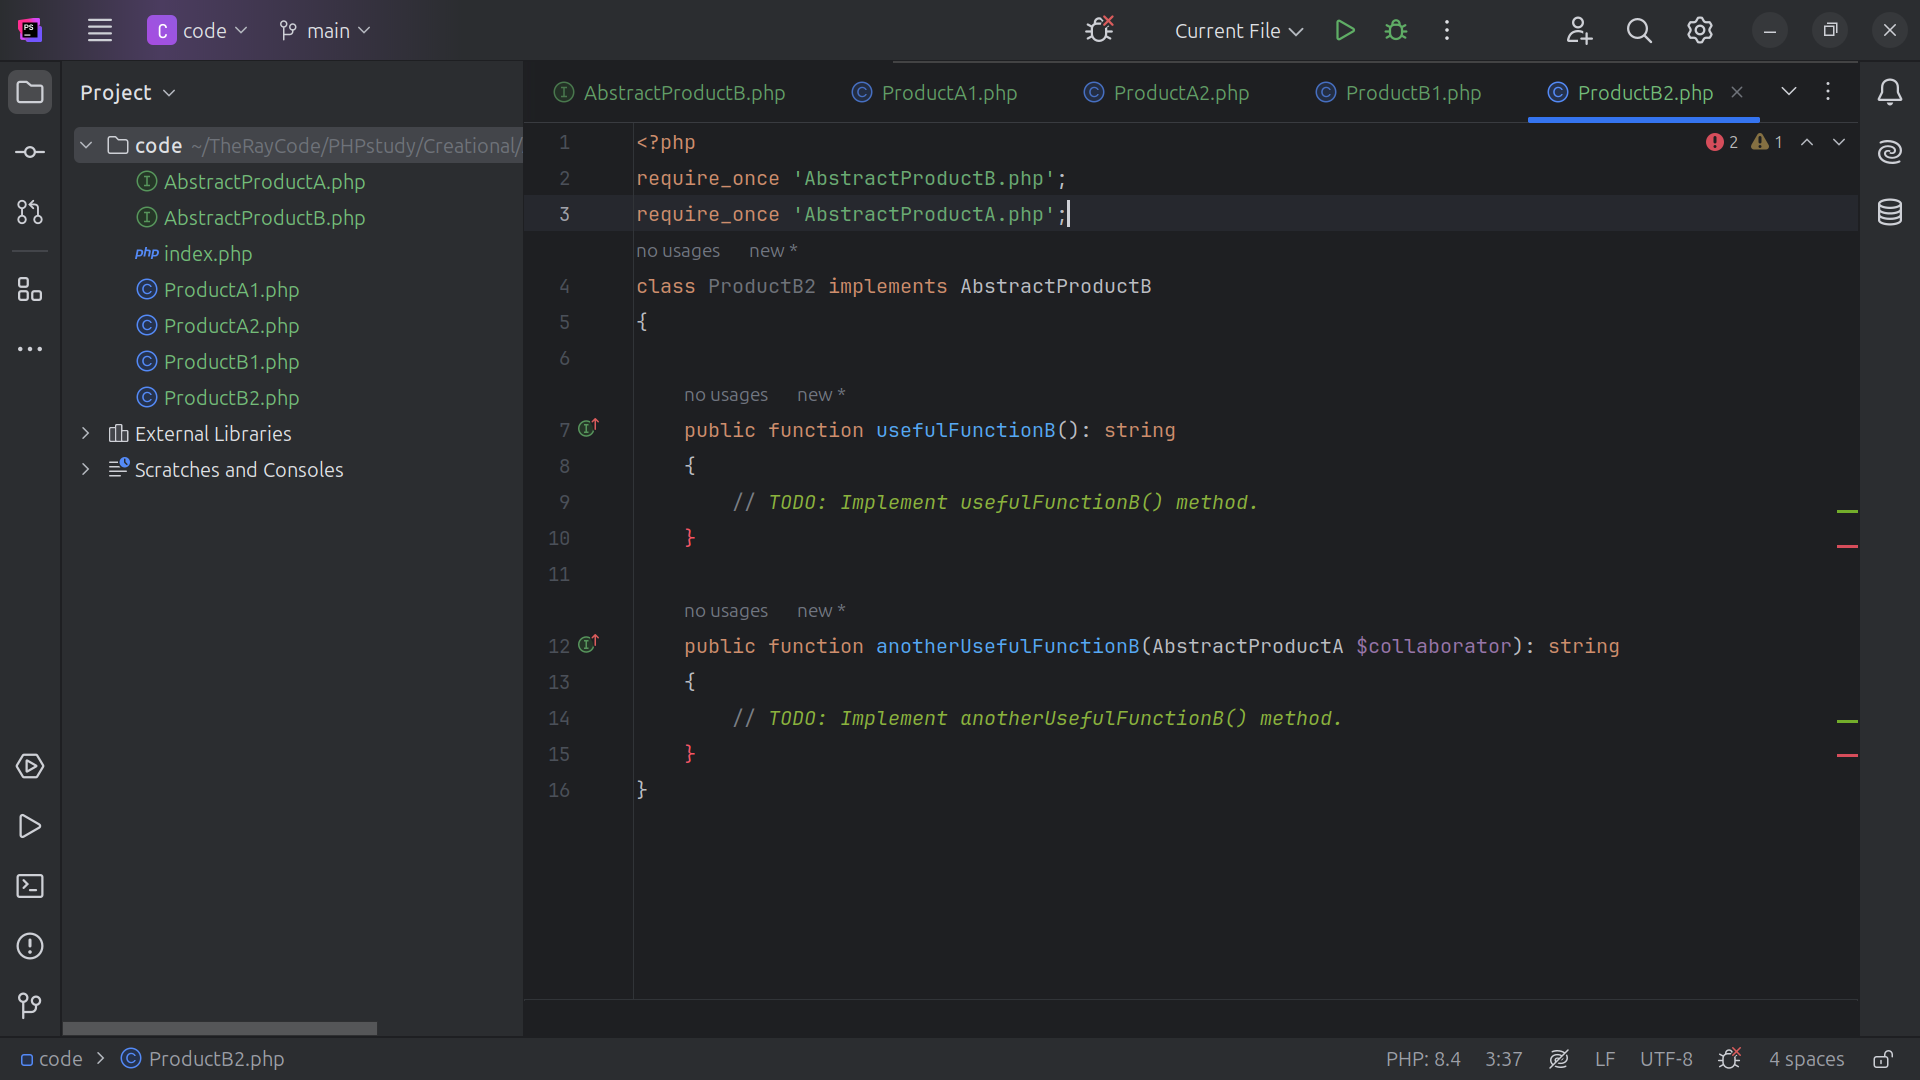 PS
C code main Current File
Project
AbstractProductB.php ProductA1.php ProductA2.php ProductB1.php ProductB2.php
code ~/TheRayCode/PHPstudy/Creational/
AbstractProductA.php
AbstractProductB.php
php index.php
ProductA1.php
ProductA2.php
ProductB1.php
ProductB2.php
External Libraries
Scratches and Consoles
2 1
1 <?php
2 require_once 'AbstractProductB.php';
3 require_once 'AbstractProductA.php';
no usages new *
4 class ProductB2 implements AbstractProductB
5 {
6
no usages new *
7 public function usefulFunctionB(): string
8 {
9 // TODO: Implement usefulFunctionB() method.
10 }
11
no usages new *
12 public function anotherUsefulFunctionB(AbstractProductA $collaborator): string
13 {
14 // TODO: Implement anotherUsefulFunctionB() method.
15 }
16 }
code ProductB2.php PHP: 8.4 3:37 LF UTF-8 4 spaces